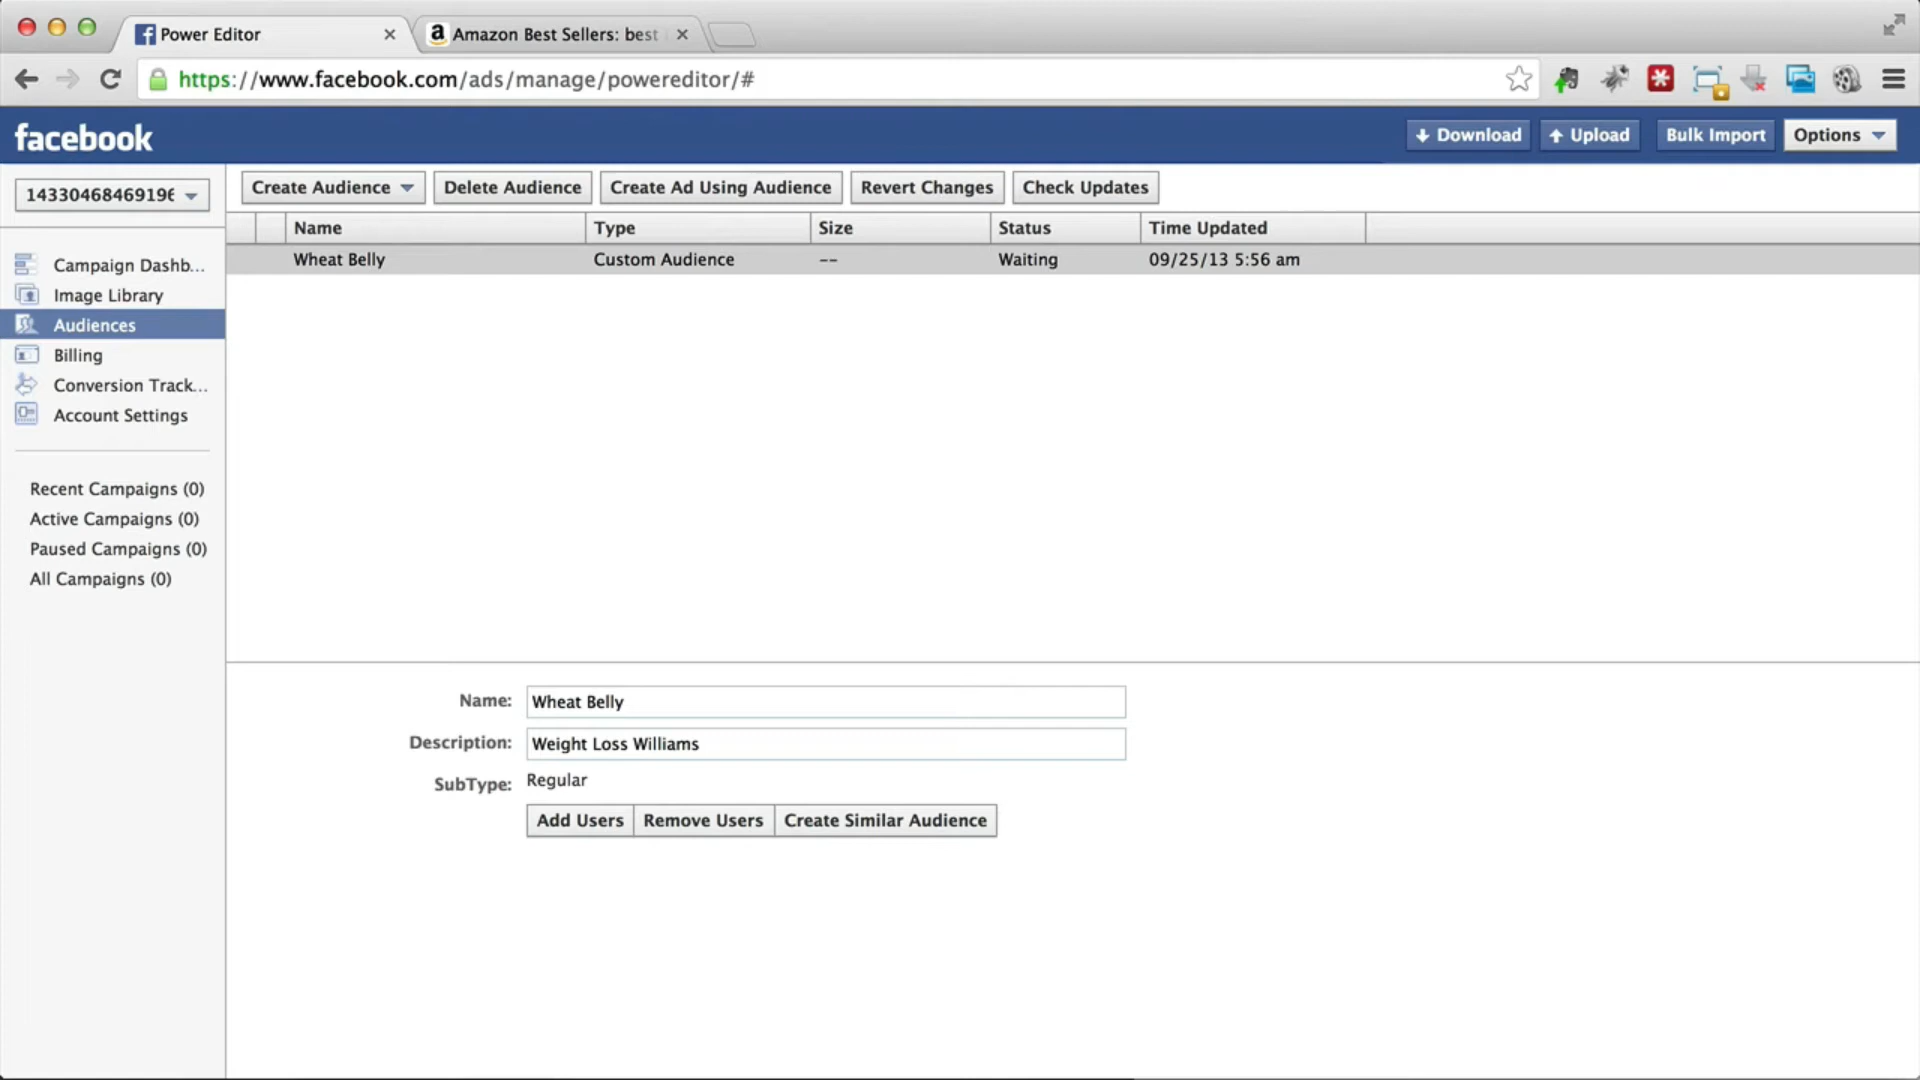 Power Editor
Amazon Best Sellers: best
https://www.facebook.com/ads/manage/powereditor/#
facebook
Download
Upload
Bulk Import
Options
14330468469196
Create Audience
Delete Audience
Create Ad Using Audience
Revert Changes
Check Updates
Name Type Size Status Time Updated
Wheat Belly Custom Audience -- Waiting 09/25/13 5:56 am
Campaign Dashb...
Image Library
Audiences
Billing
Conversion Track...
Account Settings
Recent Campaigns (0)
Active Campaigns (0)
Paused Campaigns (0)
All Campaigns (0)
Name: Wheat Belly
Description: Weight Loss Williams
SubType: Regular
Add Users Remove Users Create Similar Audience